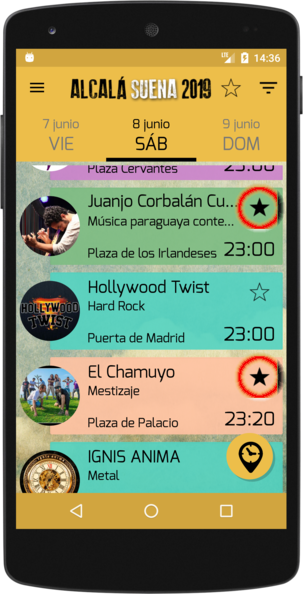 14:36
ALCALÁ SUENA 2019
7 junio
VIE
8 junio
SÁB
9 junio
DOM
Plaza Cervantes
23:00
Juanjo Corbalán Cu...
Música paraguaya conte...
Plaza de los Irlandeses
23:00
HOLLYWOOD
TWIST
Hollywood Twist
Hard Rock
Puerta de Madrid
23:00
El Chamuyo
Mestizaje
Plaza de Palacio
23:20
IGNIS ANIMA
Metal